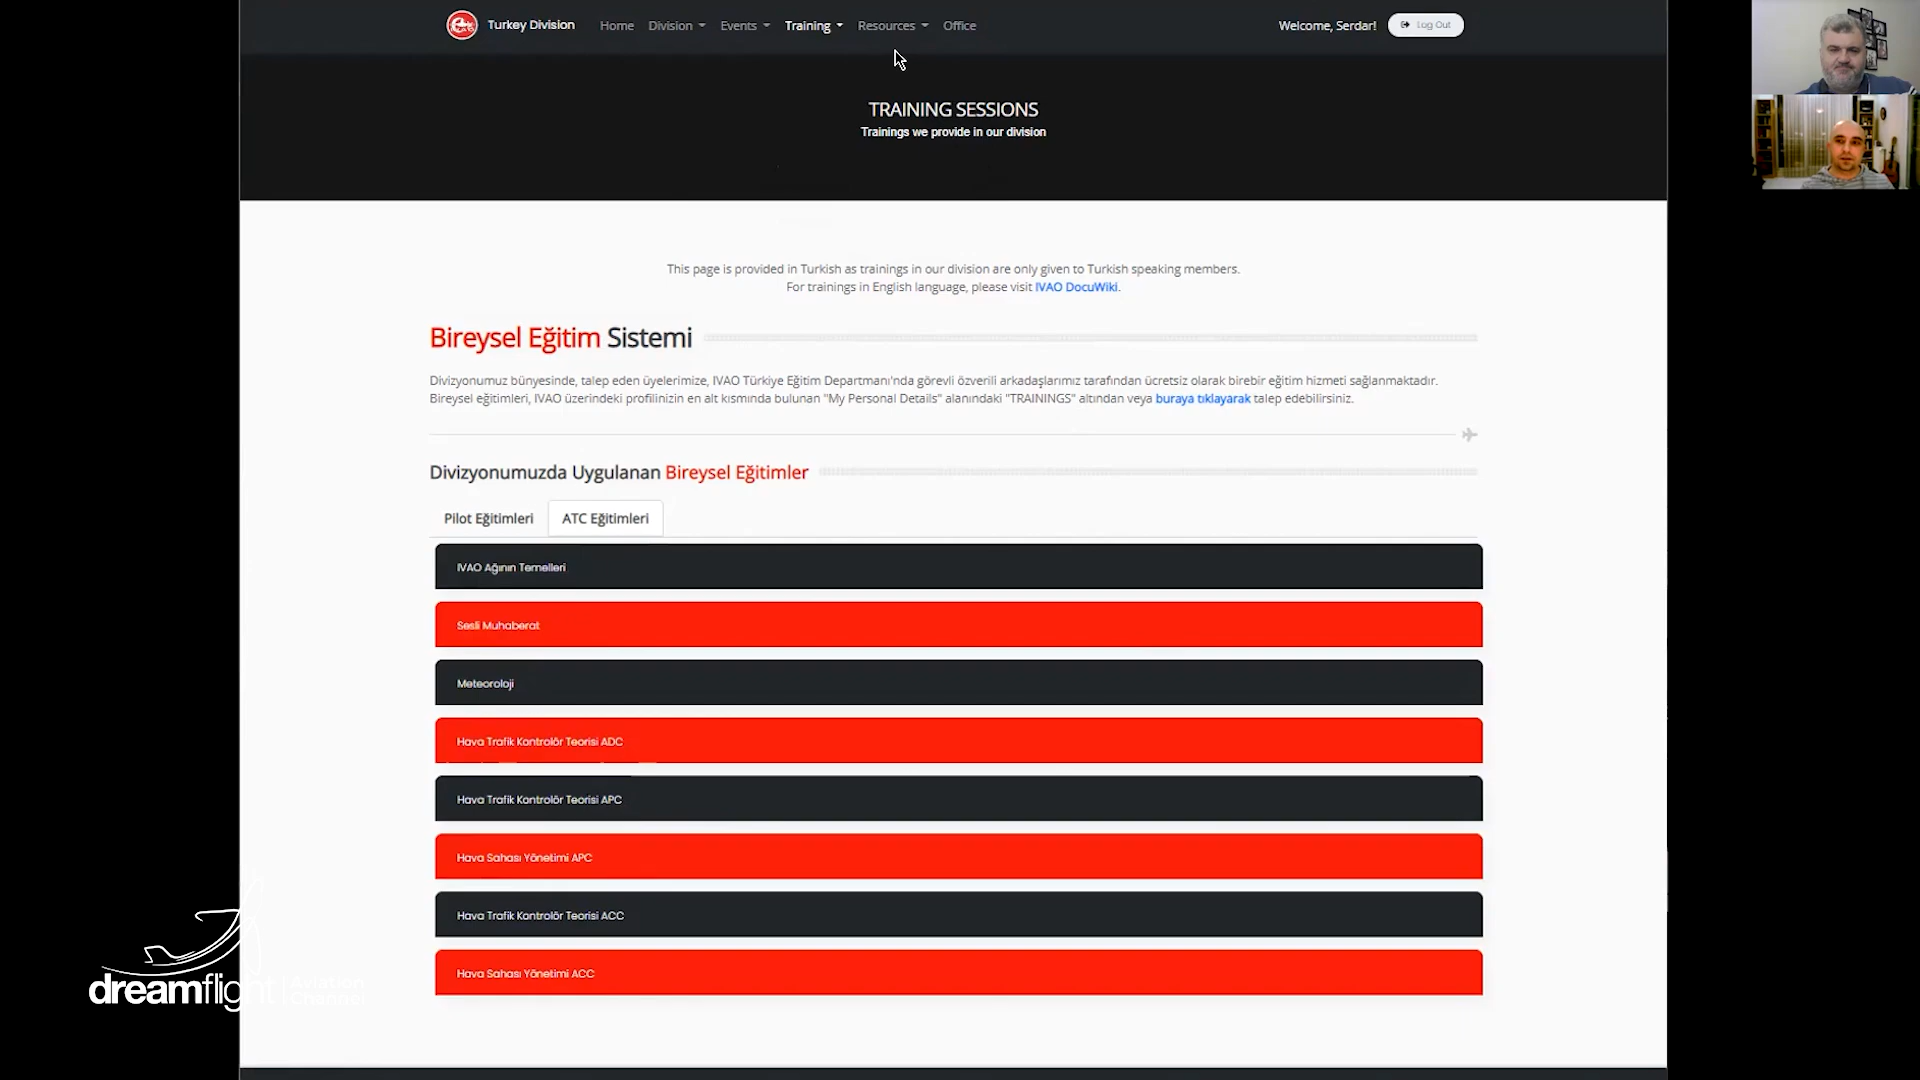 Turkey Division
Home
Division
Events
Training
Resources
Office
Welcome, Serdar!
Log Out
TRAINING SESSIONS
Trainings we provide in our division
This page is provided in Turkish as trainings in our division are only given to Turkish speaking members.
For trainings in English language, please visit IVAO DocuWiki.
Bireysel Eğitim Sistemi
Divizyonumuz bünyesinde, talep eden üyelerimize, IVAO Türkiye Eğitim Departmanı'nda görevli özverili arkadaşlarımız tarafından ücretsiz olarak birebir eğitim hizmeti sağlanmaktadır.
Bireysel eğitimleri, IVAO üzerindeki profilinizin en alt kısmında bulunan "My Personal Details" alanındaki "TRAININGS" altından veya buraya tıklayarak talep edebilirsiniz.
Divizyonumuzda Uygulanan Bireysel Eğitimler
Pilot Eğitimleri
ATC Eğitimleri
IVAO Ağının Temelleri
Sesli Muhaberat
Meteoroloji
Hava Trafik Kontrolör Teorisi ADC
Hava Trafik Kontrolör Teorisi APC
Hava Sahası Yönetimi APC
Hava Trafik Kontrolör Teorisi ACC
Hava Sahası Yönetimi ACC
dreamflight
Aviation
Channel